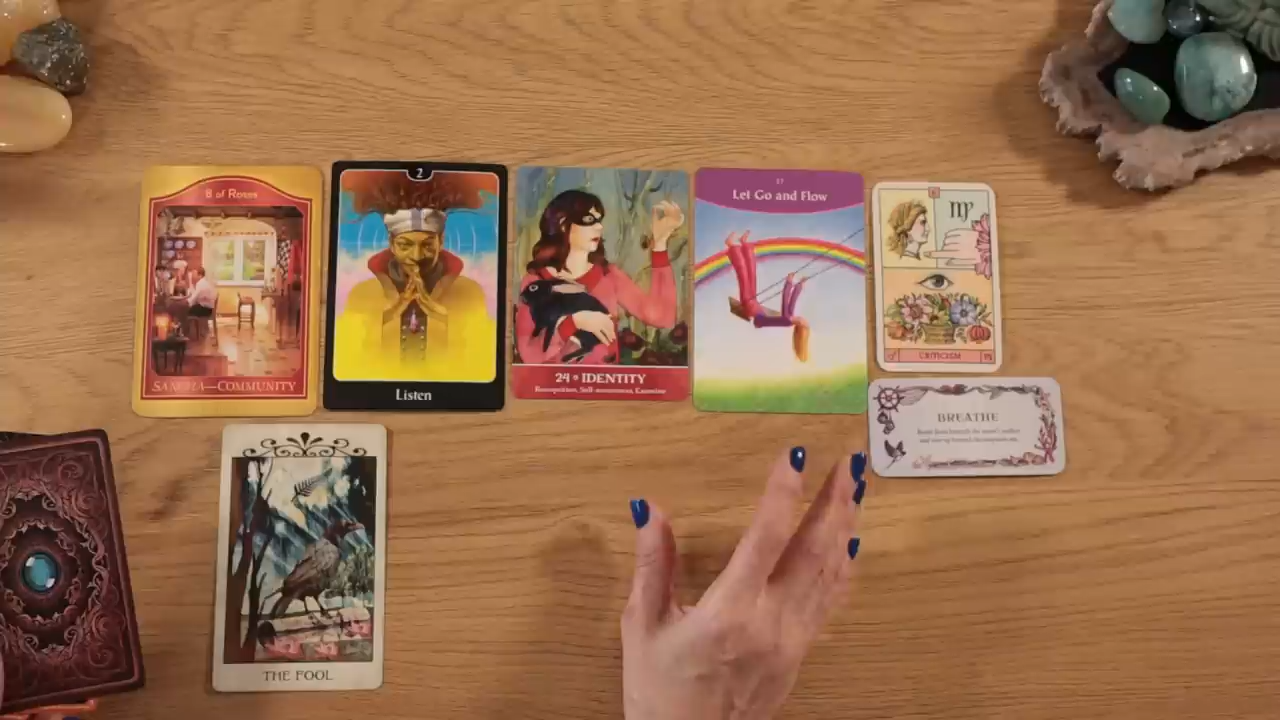 8 of Roses
COMMUNITY
2
Listen
24 • IDENTITY
Recognition, Self-awareness,
17
Let Go and Flow
CRITICISM
BREATHE
THE FOOL